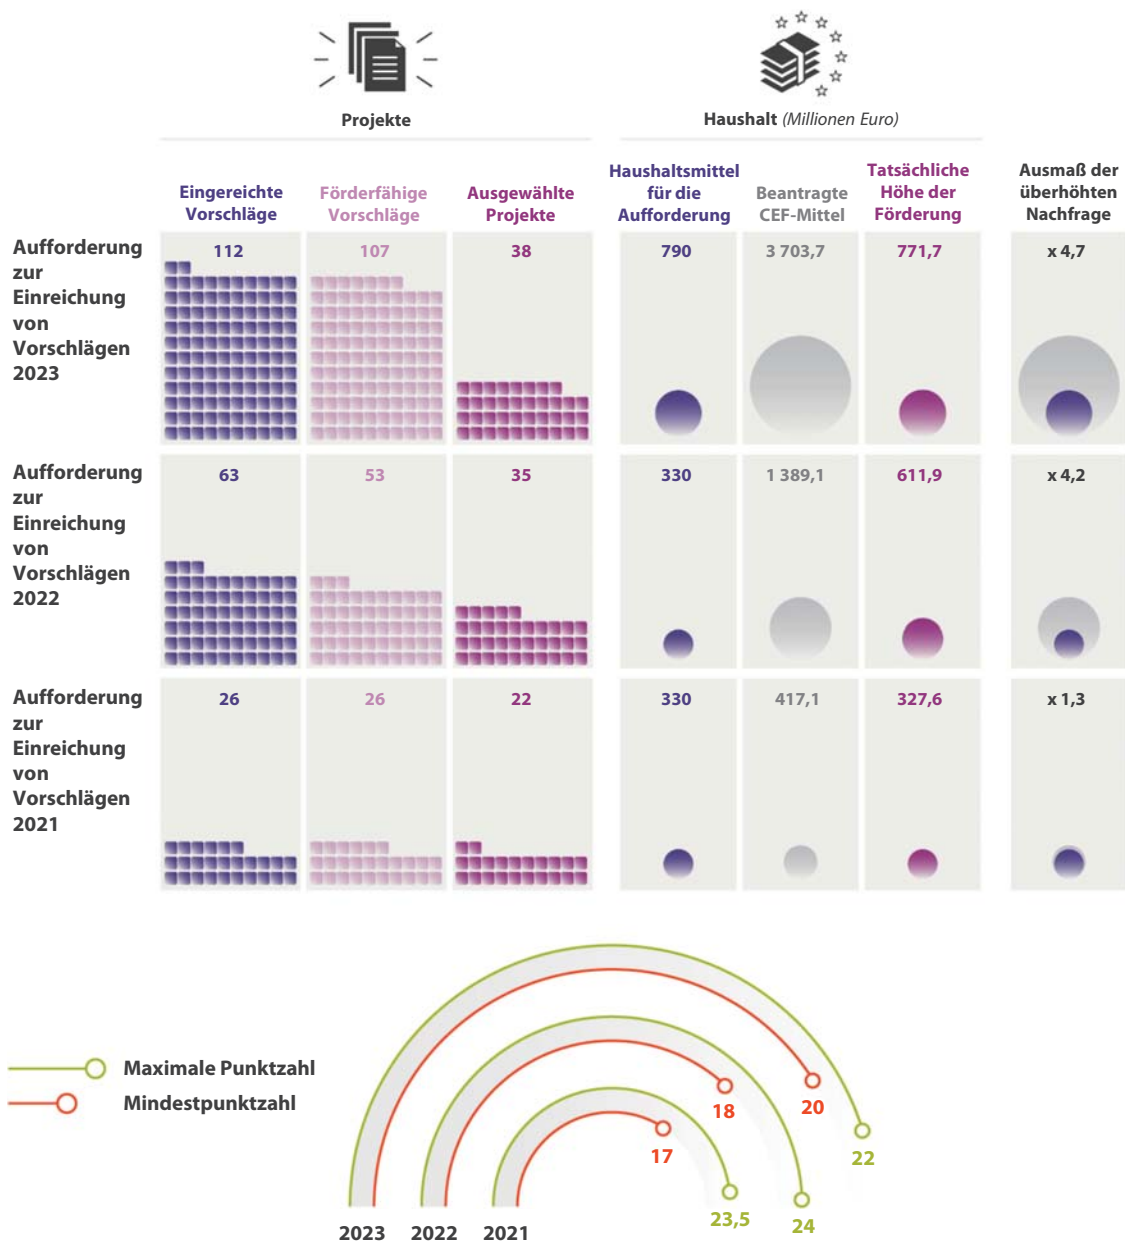 Projekte
Haushalt (Millionen Euro)
Eingereichte
Vorschläge
Förderfähige
Vorschläge
Ausgewählte
Projekte
Haushaltsmittel
für die
Aufforderung
Beantragte
CEF-Mittel
Tatsächliche
Höhe der
Förderung
Ausmaß der
überhöhten
Nachfrage
Aufforderung
zur
Einreichung
von
Vorschlägen
2023
112 107 38 790 3 703,7 771,7 x 4,7
Aufforderung
zur
Einreichung
von
Vorschlägen
2022
63 53 35 330 1 389,1 611,9 x 4,2
Aufforderung
zur
Einreichung
von
Vorschlägen
2021
26 26 22 330 417,1 327,6 x 1,3
Maximale Punktzahl
Mindestpunktzahl
18
20
17
22
23,5
24
2023 2022 2021